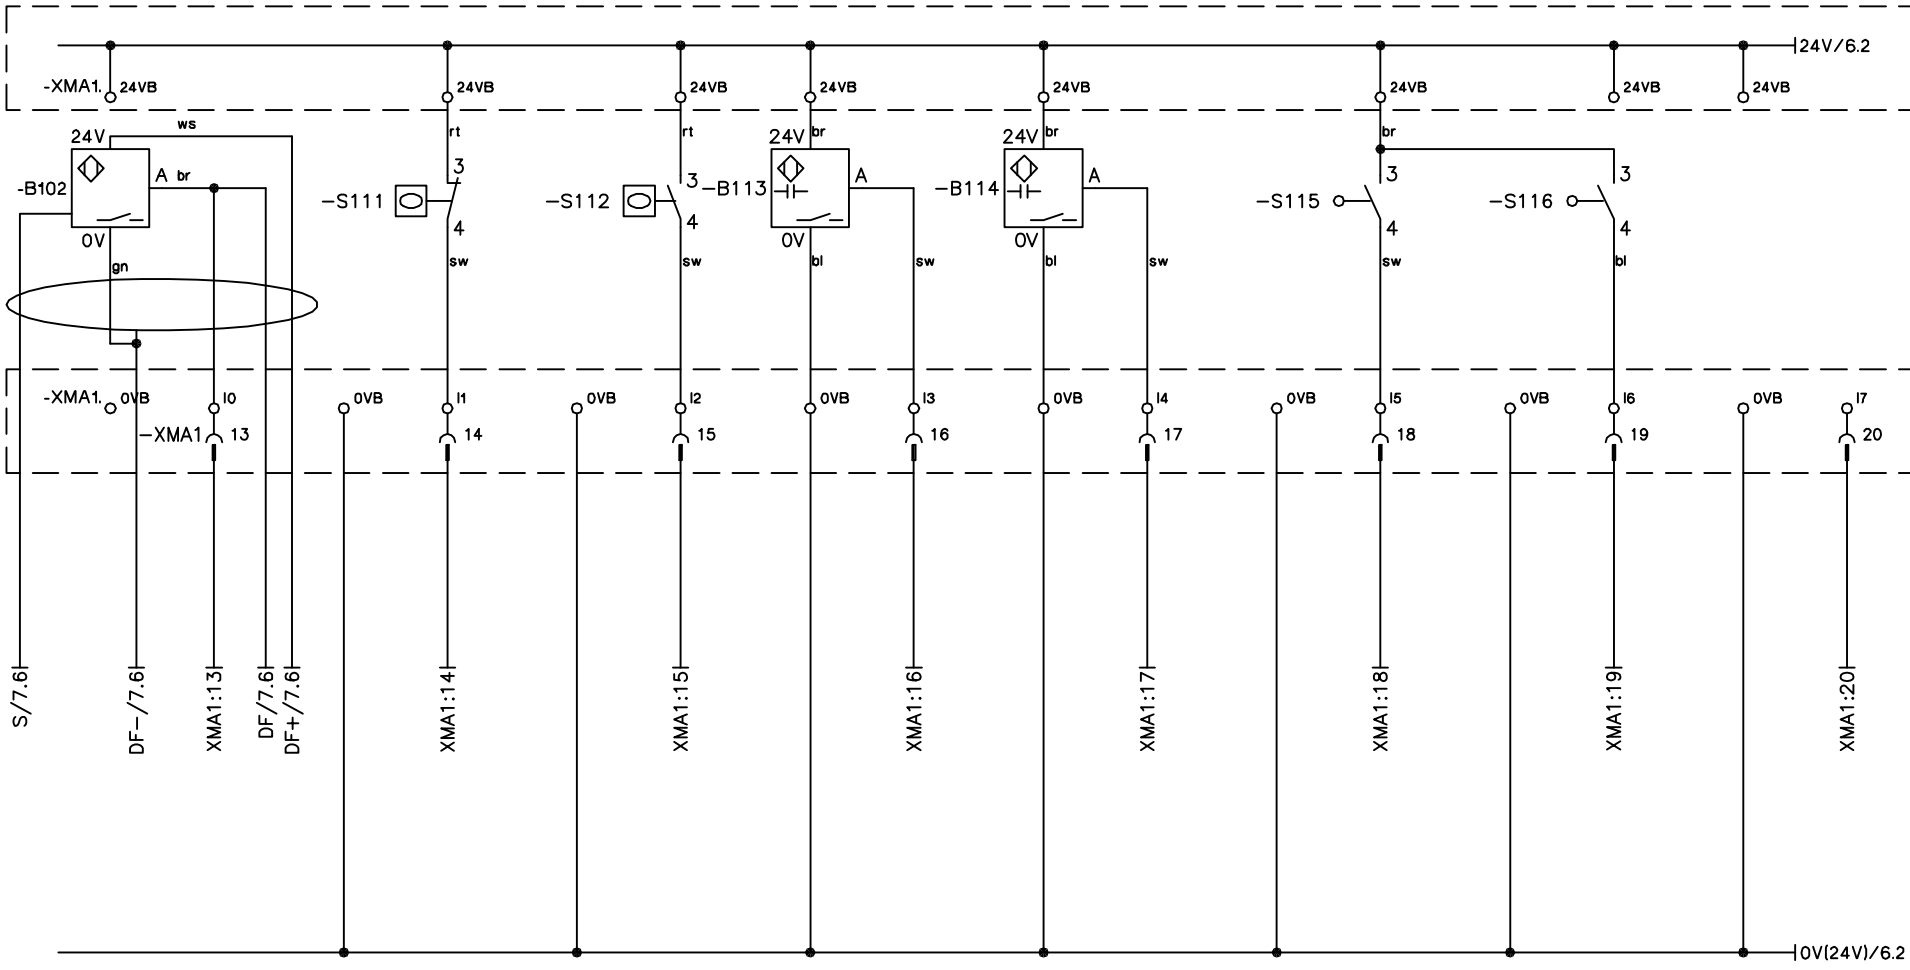 24V/6.2
-XMA1. 24VB 24VB 24VB 24VB 24VB 24VB 24VB 24VB
ws
24V rt rt 24V br 24V br br
-B102 A br 3 3 A A 3 3
-S111 -S112 -B113 -B114 -S115 -S116
0V 4 4 0V 0V 4 4
gn sw sw bl sw bl sw sw bl
-XMA1. 0VB I0 0VB I1 0VB I2 0VB I3 0VB I4 0VB I5 0VB I6 0VB I7
-XMA1 13 14 15 16 17 18 19 20
S/7.6
DF-/7.6
XMA1:13
DF/7.6
DF+/7.6
XMA1:14
XMA1:15
XMA1:16
XMA1:17
XMA1:18
XMA1:19
XMA1:20
0V(24V)/6.2